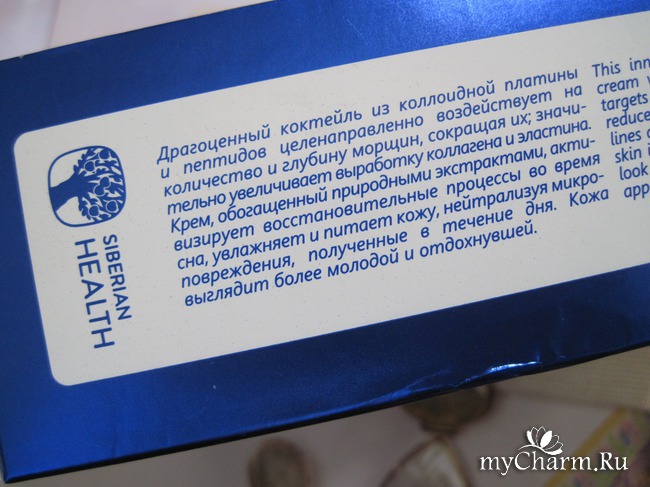 SIBERIAN
HEALTH
Драгоценный коктейль из коллоидной платины
и пептидов целенаправленно воздействует на
количество и глубину морщин, сокращая их; значи-
тельно увеличивает выработку коллагена и эластина.
Крем, обогащенный природными экстрактами, акти-
визирует восстановительные процессы во время
сна, увлажняет и питает кожу, нейтрализуя микро-
повреждения, полученные в течение дня. Кожа
выглядит более молодой и отдохнувшей.
This inn
cream
targets
reduce
lines
skin
look
app
myCharm.Ru